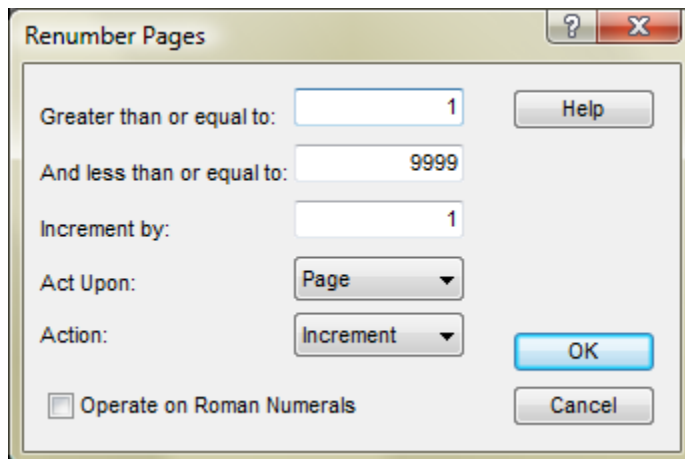 Renumber Pages
Greater than or equal to: 1 Help
And less than or equal to: 9999
Increment by: 1
Act Upon: Page
Action: Increment
OK
Operate on Roman Numerals Cancel